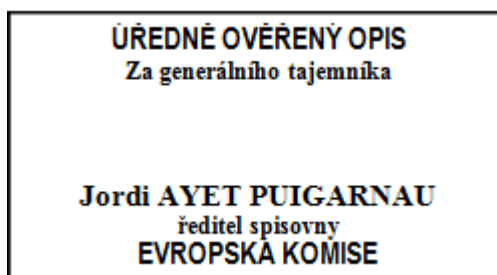 ÚŘEDNĚ OVĚŘENÝ OPIS
Za generálního tajemníka
Jordi AYET PUIGARNAU
ředitel spisovny
EVROPSKÁ KOMISE